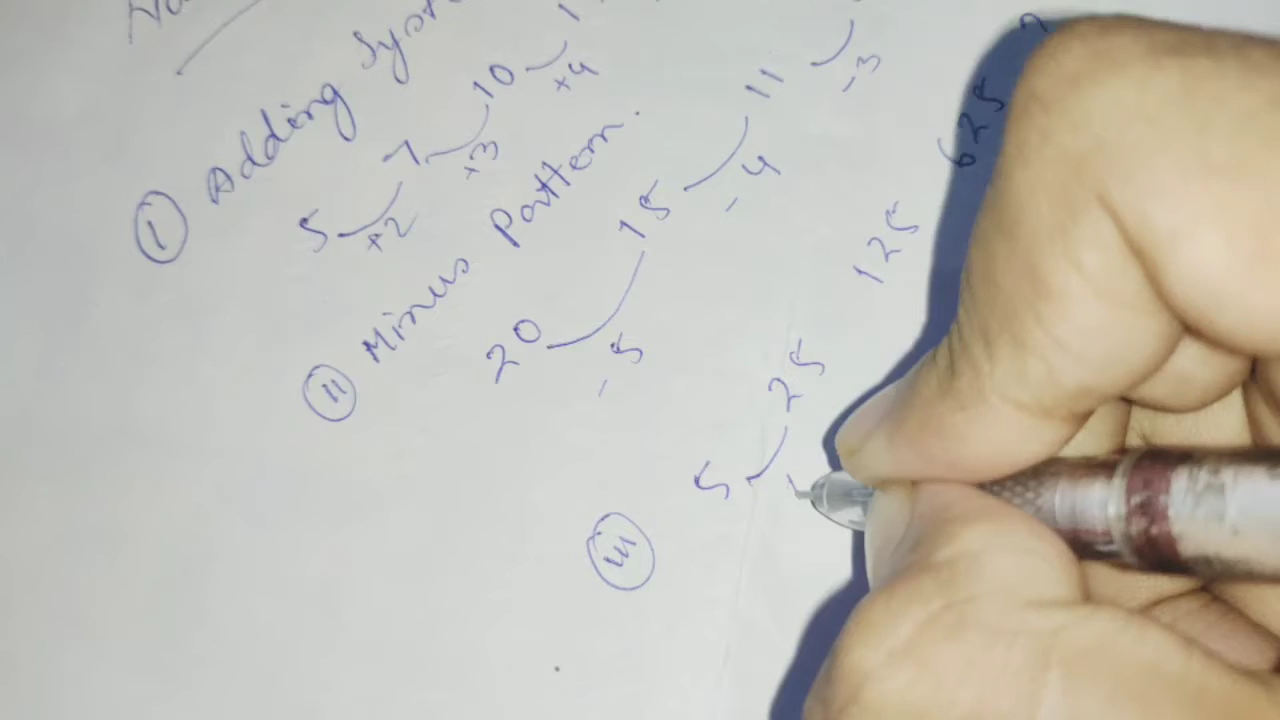 I Adding
5 7 10
+2 +3 +4
II Minus Pattern.
20 15 11
-5 -4 -3
III 5 25 125 625 ?